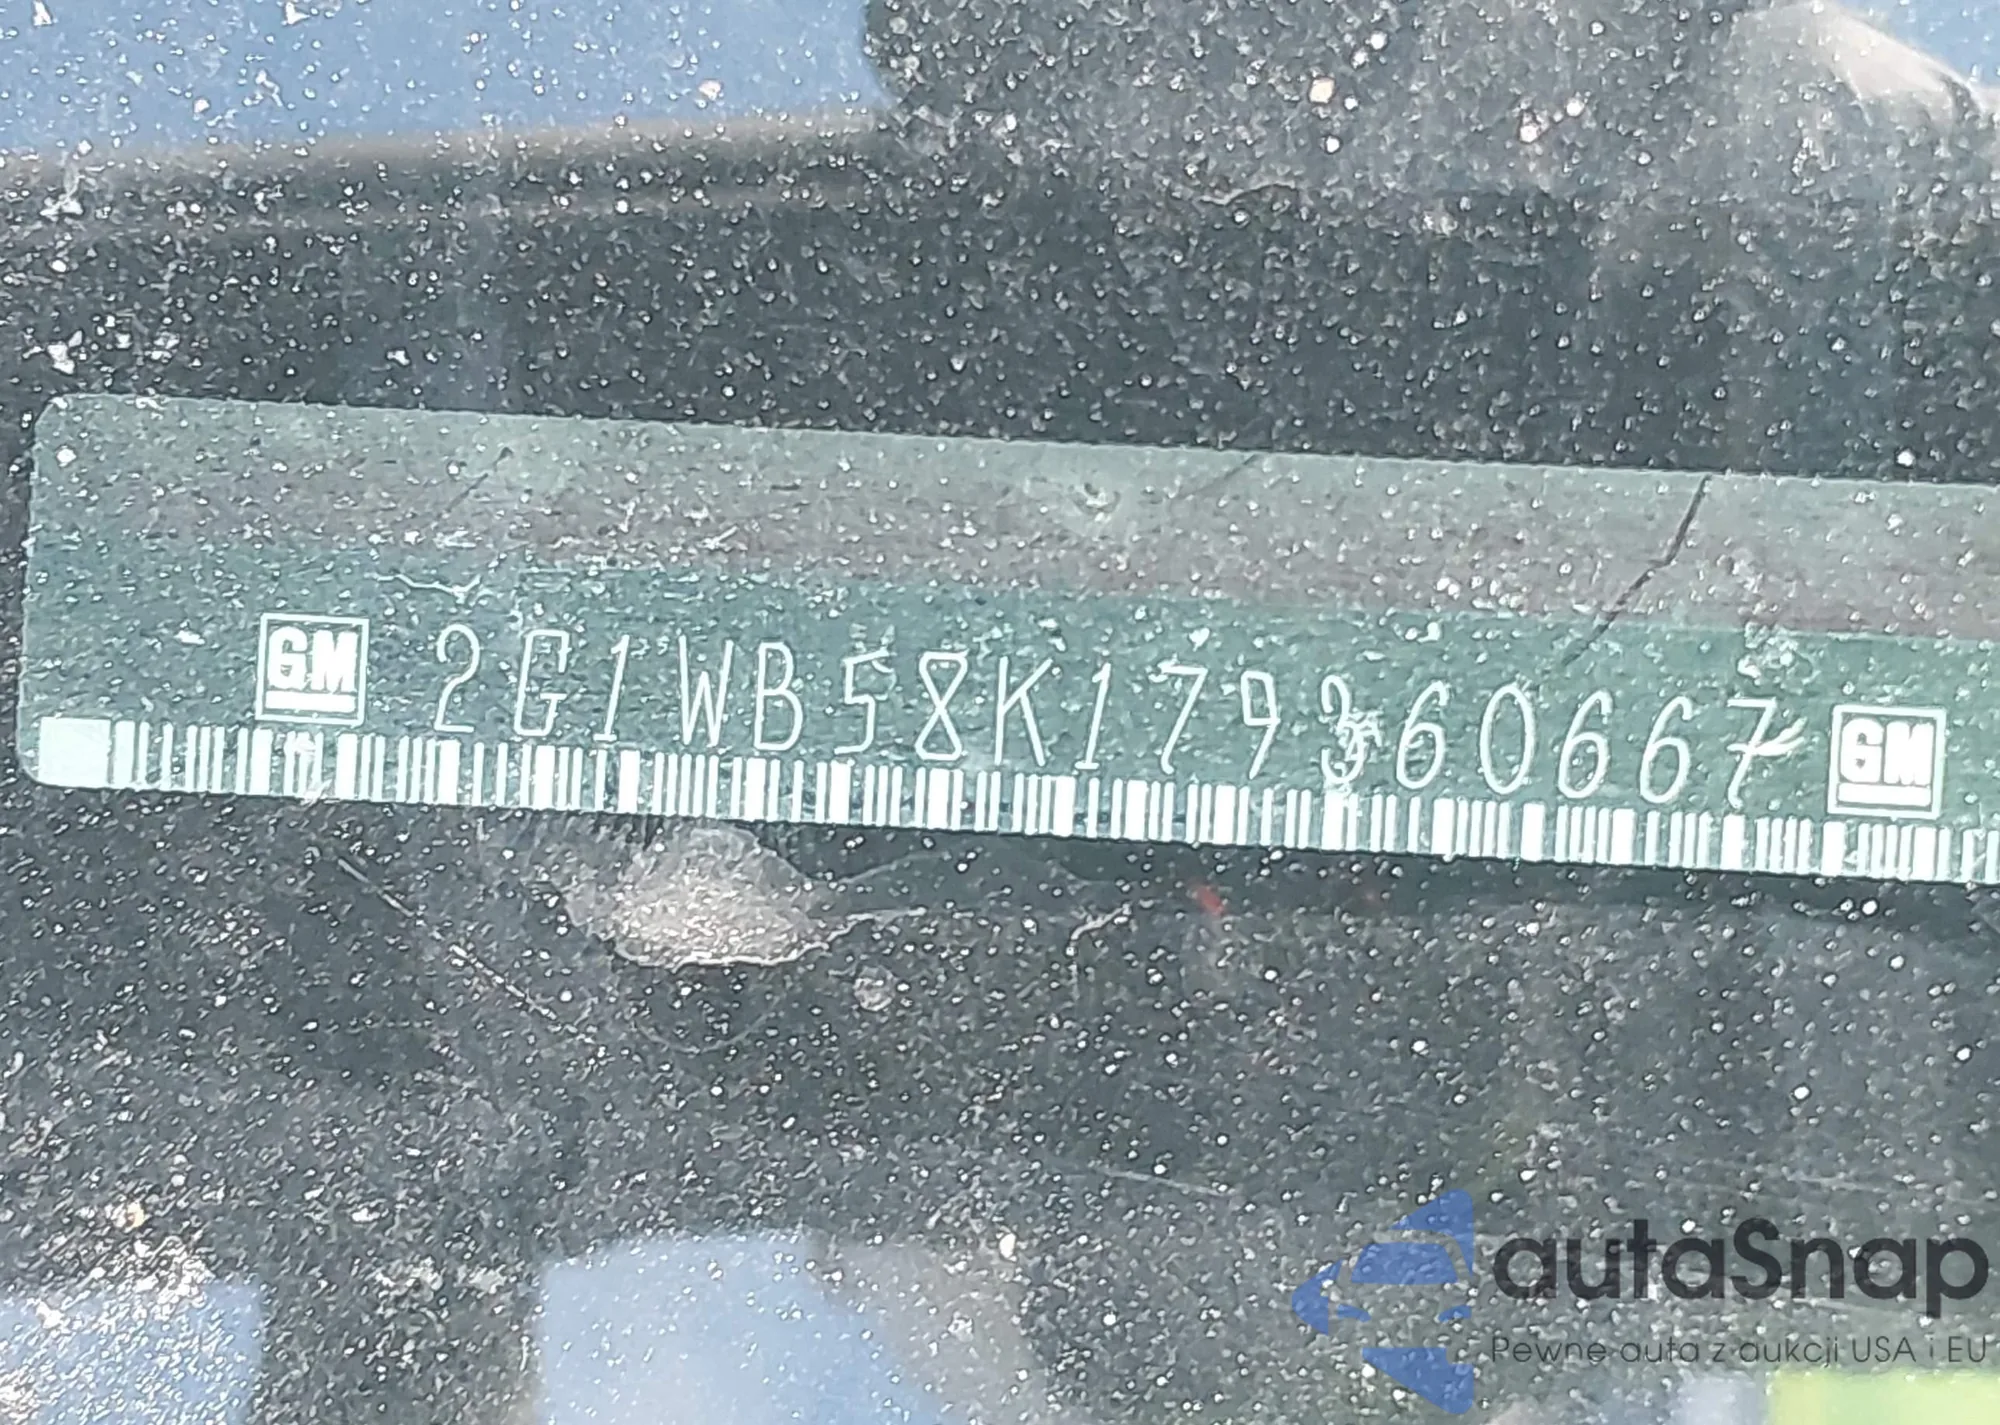 GM 2G1WB58K179360667 GM
autaSnap
Pewne auta z aukcji USA i EU